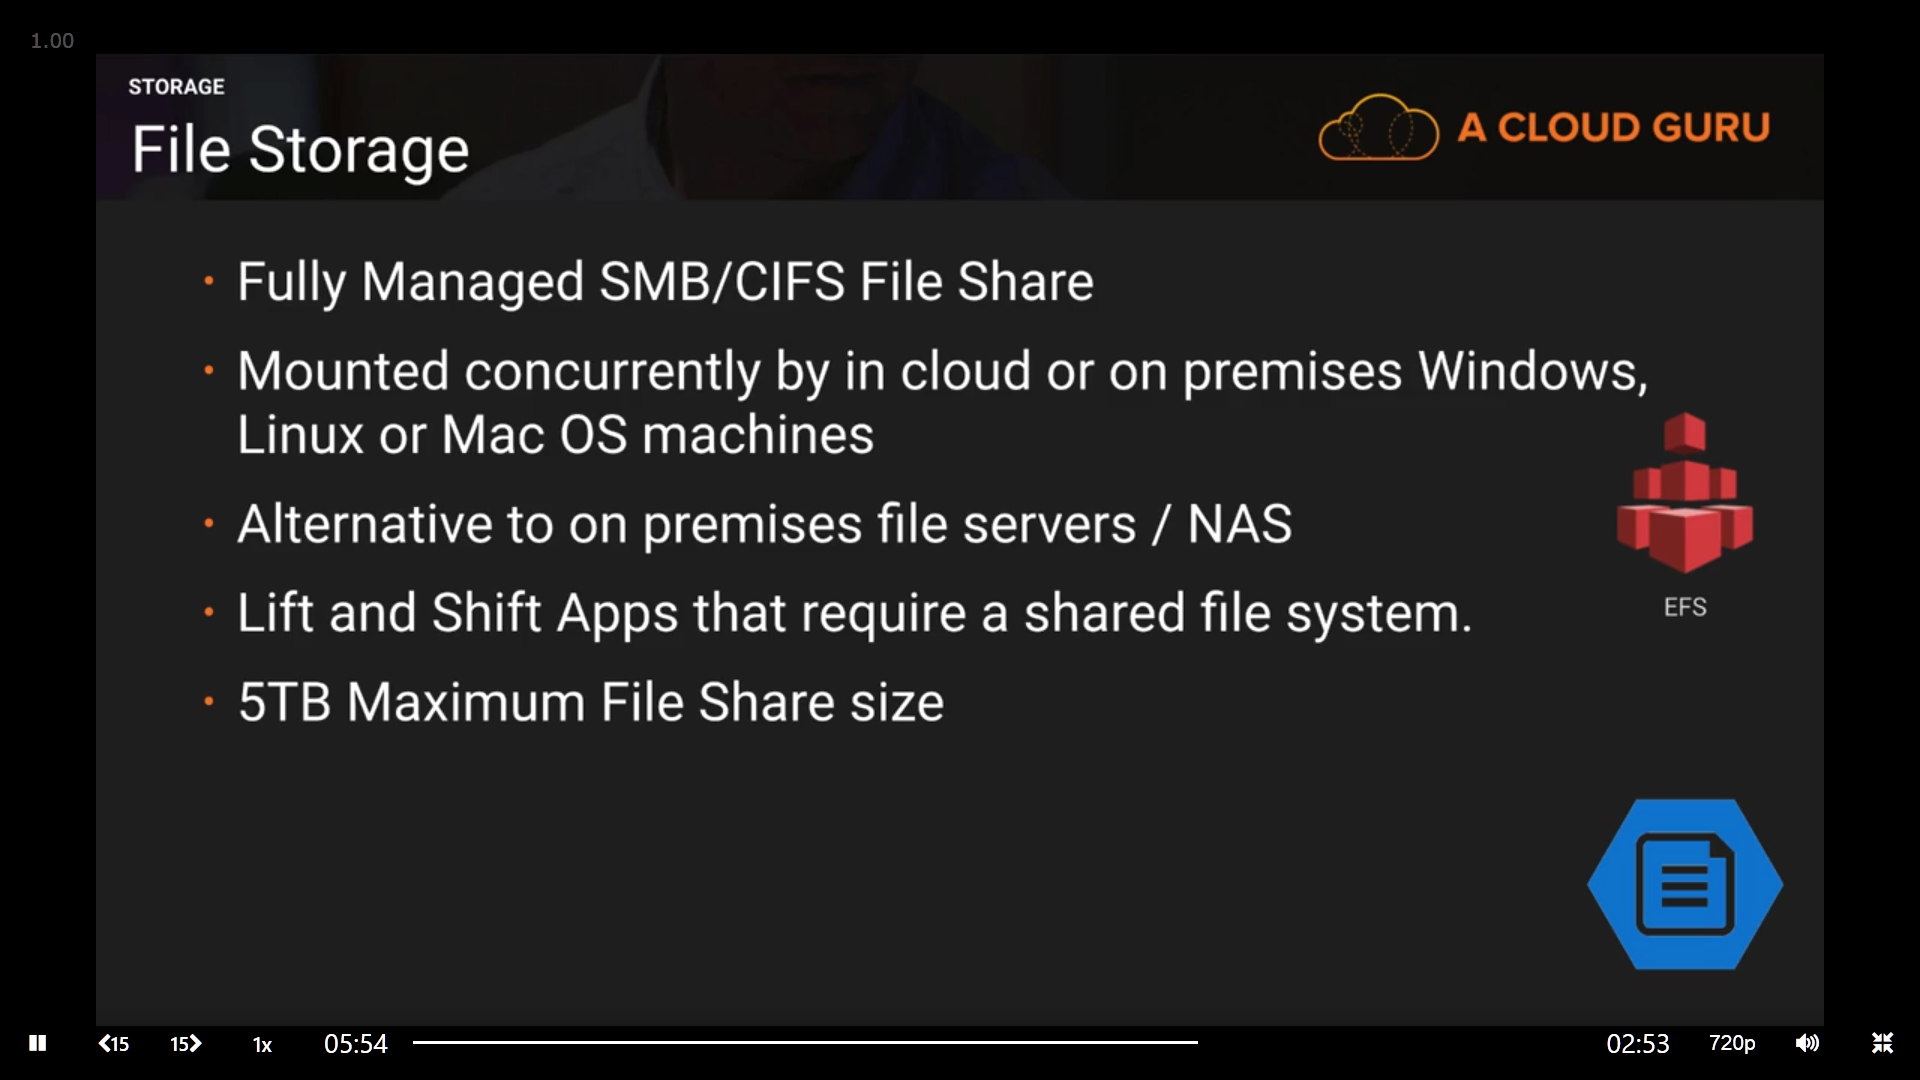 1.00
STORAGE
File Storage
A CLOUD GURU
• Fully Managed SMB/CIFS File Share
• Mounted concurrently by in cloud or on premises Windows,
Linux or Mac OS machines
• Alternative to on premises file servers / NAS
• Lift and Shift Apps that require a shared file system.
• 5TB Maximum File Share size
EFS
15 15 1x 05:54 02:53 720p